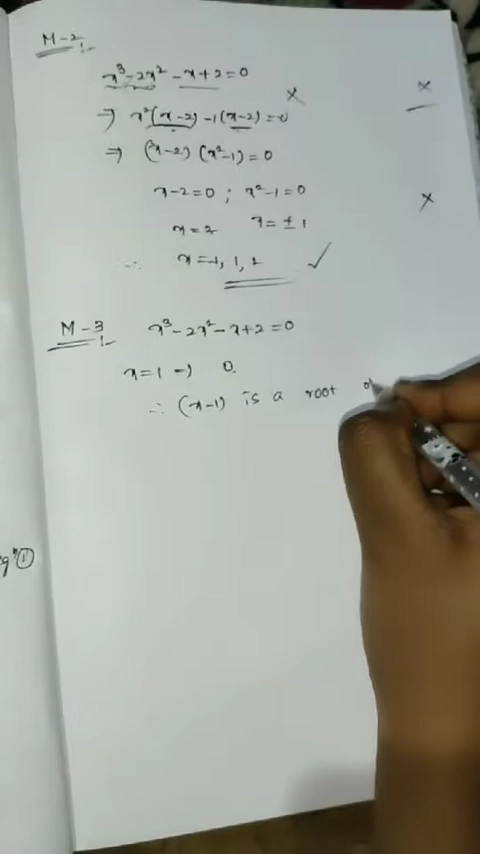 M-2
x³-2x²-x+2=0
⇒ x²(x-2)-1(x-2)=0
⇒ (x-2)(x²-1)=0
x-2=0 ; x²-1=0
x=2 x=±1
∴ x=-1, 1, 2 ✓
M-3 x³-2x²-x+2=0
x=1 → 0.
∴ (x-1) is a root
①